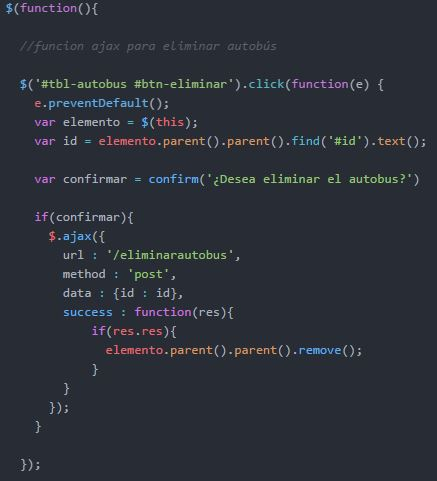 $(function(){
//funcion ajax para eliminar autobús
$('#tbl-autobus #btn-eliminar').click(function(e) {
e.preventDefault();
var elemento = $(this);
var id = elemento.parent().parent().find('#id').text();
var confirmar = confirm('¿Desea eliminar el autobus?')
if(confirmar){
$.ajax({
url : '/eliminarautobus',
method : 'post',
data : {id : id},
success : function(res){
if(res.res){
elemento.parent().parent().remove();
}
}
});
}
});